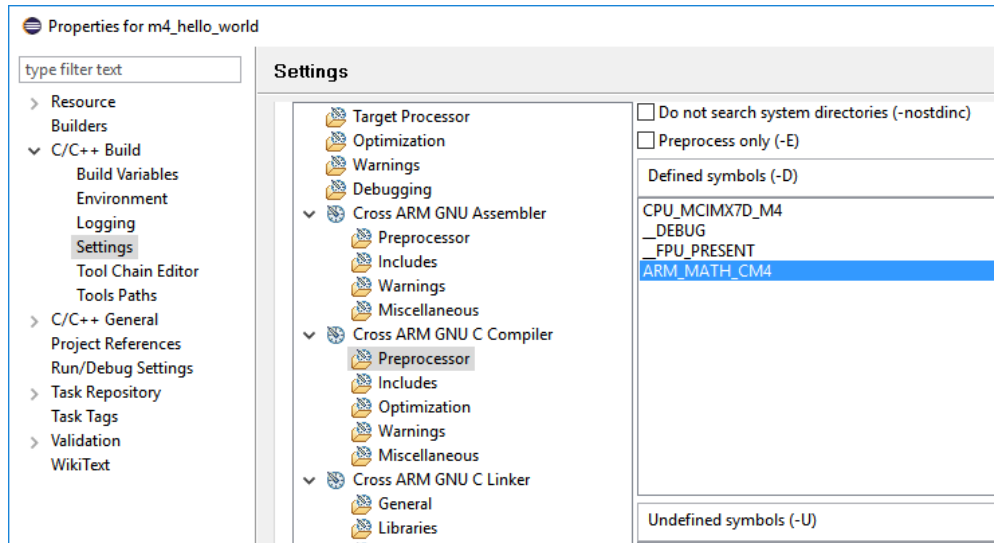 Properties for m4_hello_world
type filter text
Resource
Builders
C/C++ Build
Build Variables
Environment
Logging
Settings
Tool Chain Editor
Tools Paths
C/C++ General
Project References
Run/Debug Settings
Task Repository
Task Tags
Validation
WikiText
Settings
Target Processor
Optimization
Warnings
Debugging
Cross ARM GNU Assembler
Preprocessor
Includes
Warnings
Miscellaneous
Cross ARM GNU C Compiler
Preprocessor
Includes
Optimization
Warnings
Miscellaneous
Cross ARM GNU C Linker
General
Libraries
Do not search system directories (-nostdinc)
Preprocess only (-E)
Defined symbols (-D)
CPU_MCIMX7D_M4
__DEBUG
__FPU_PRESENT
ARM_MATH_CM4
Undefined symbols (-U)